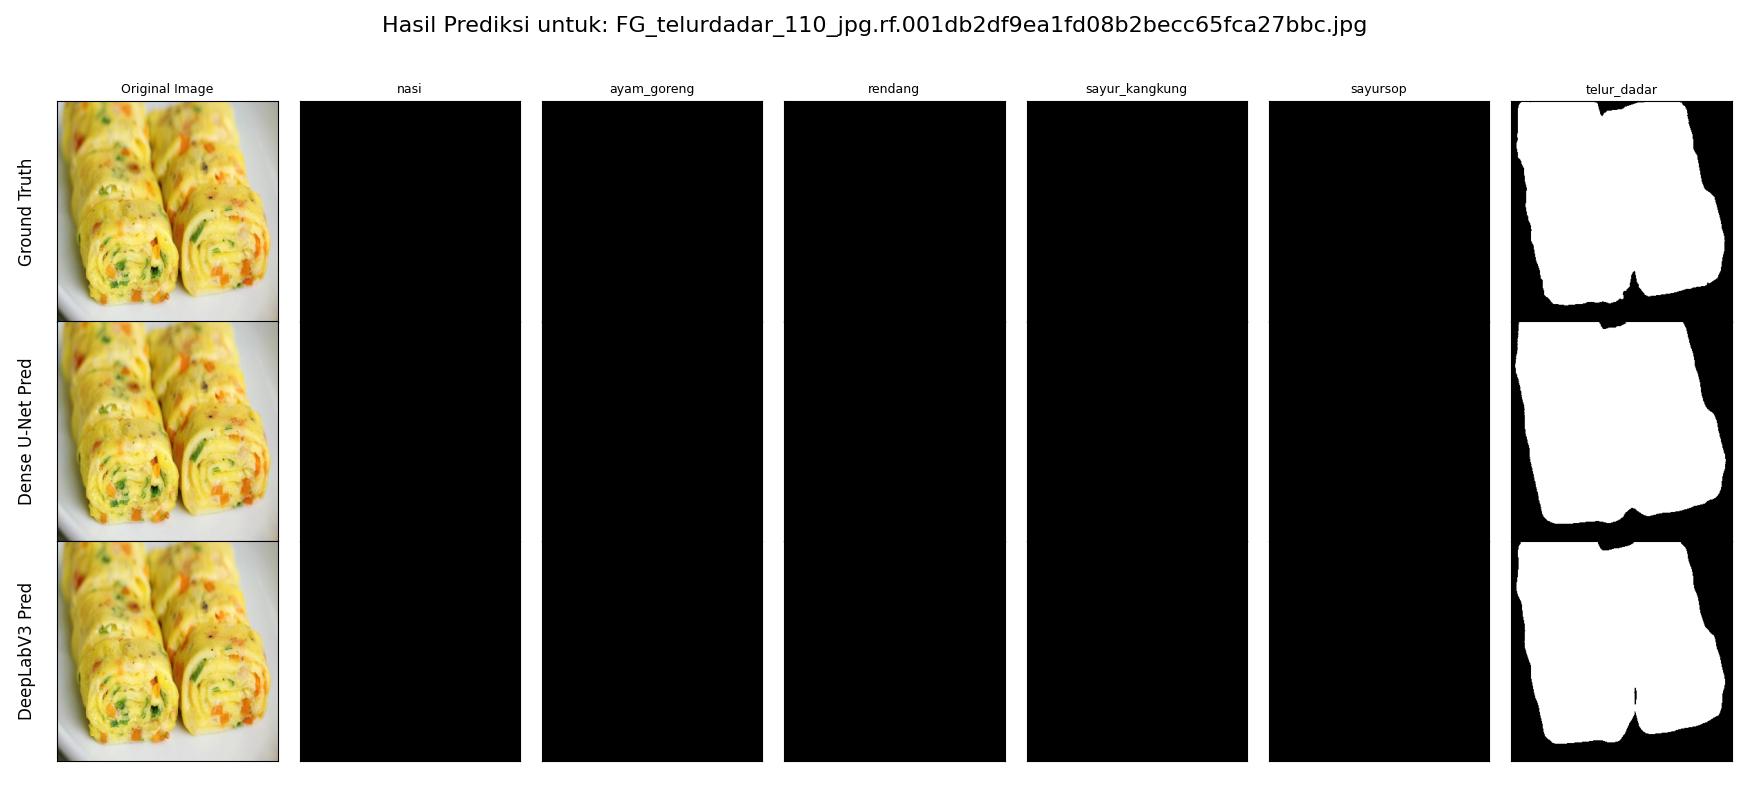 Hasil Prediksi untuk: FG_telurdadar_110_jpg.rf.001db2df9ea1fd08b2becc65fca27bbc.jpg
Original Image
nasi
ayam_goreng
rendang
sayur_kangkung
sayursop
telur_dadar
Ground Truth
Dense U-Net Pred
DeepLabV3 Pred